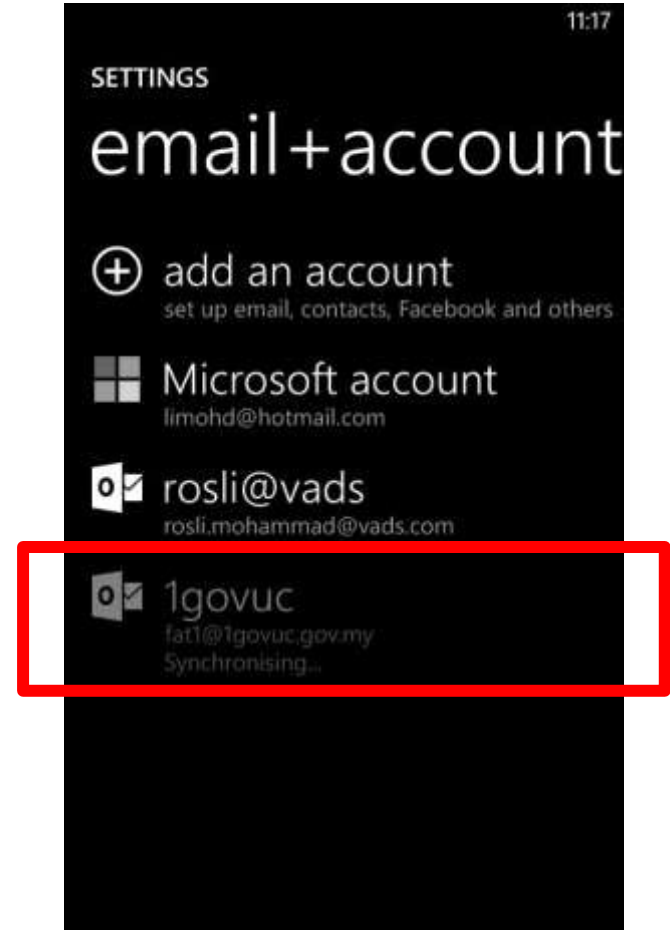 11:17
SETTINGS
email+account
add an account
set up email, contacts, Facebook and others
Microsoft account
limohd@hotmail.com
rosli@vads
rosli.mohammad@vads.com
1govuc
fat1@1govuc.gov.my
Synchronising...